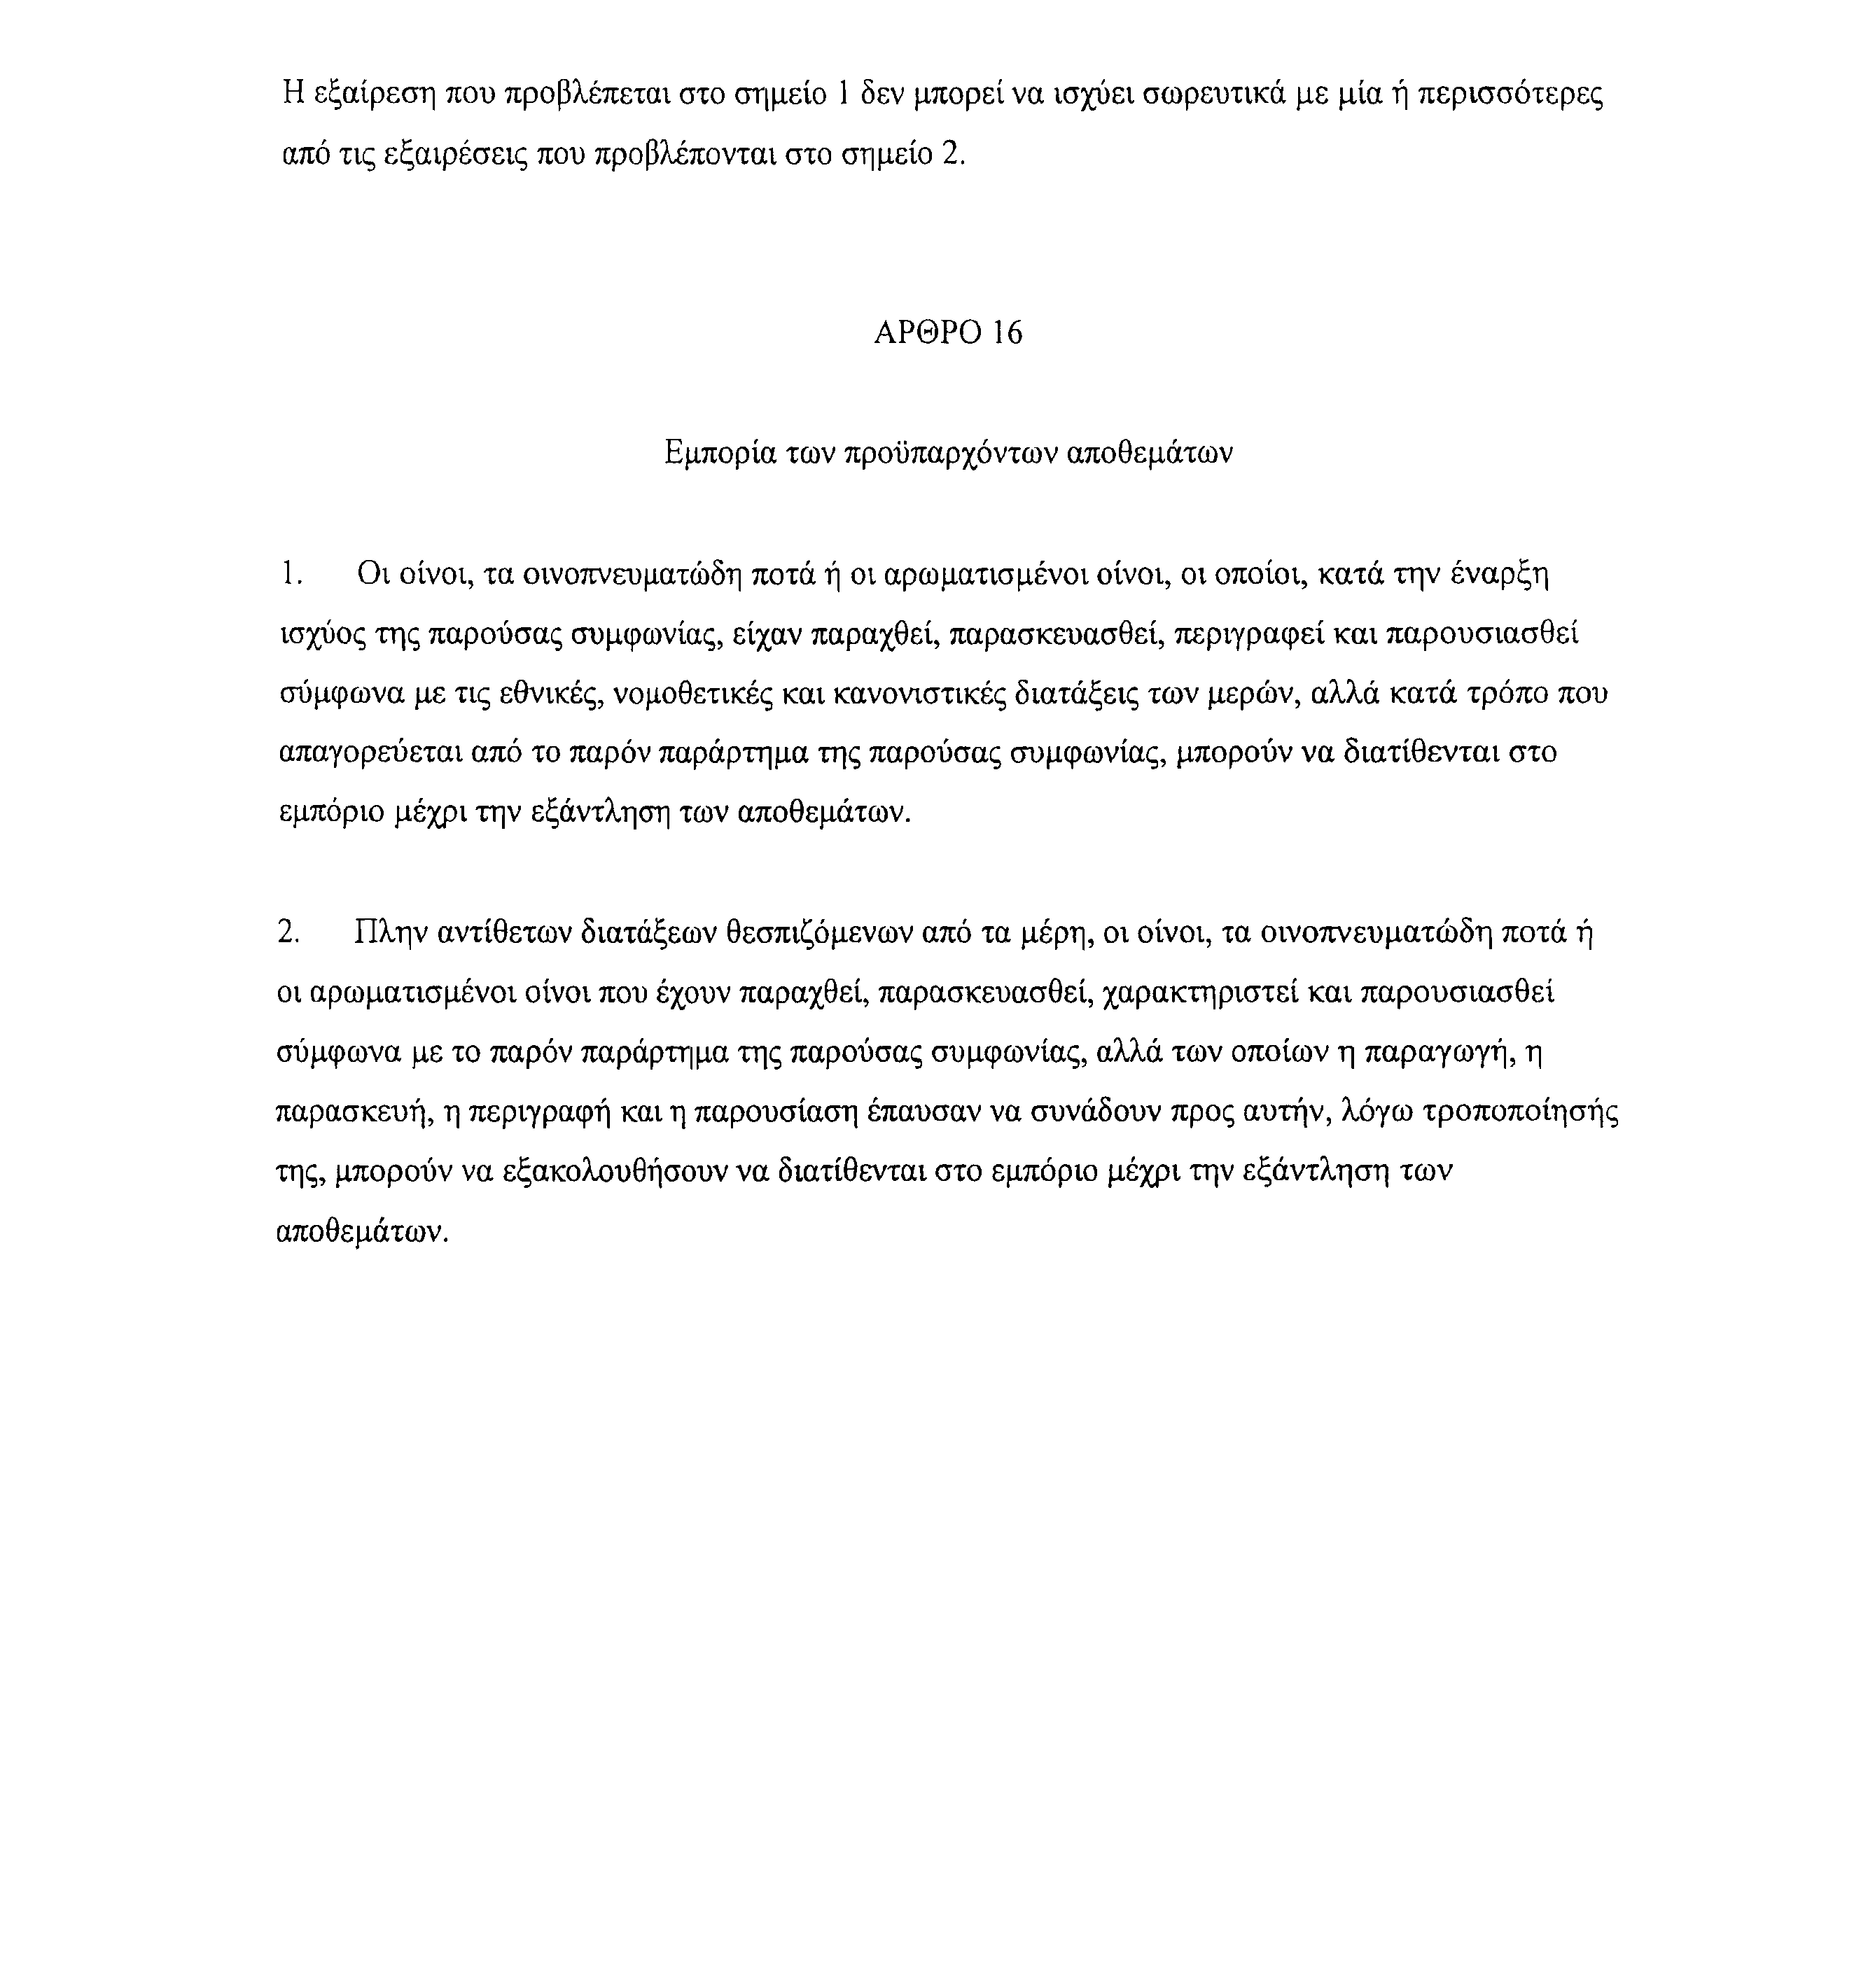 Η εξαίρεση που προβλέπεται στο σημείο 1 δεν μπορεί να ισχύει σωρευτικά με μία ή περισσότερες
από τις εξαιρέσεις που προβλέπονται στο σημείο 2.
ΑΡΘΡΟ 16
Εμπορία των προϋπαρχόντων αποθεμάτων
1. Οι οίνοι, τα οινοπνευματώδη ποτά ή οι αρωματισμένοι οίνοι, οι οποίοι, κατά την έναρξη
ισχύος της παρούσας συμφωνίας, είχαν παραχθεί, παρασκευασθεί, περιγραφεί και παρουσιασθεί
σύμφωνα με τις εθνικές, νομοθετικές και κανονιστικές διατάξεις των μερών, αλλά κατά τρόπο που
απαγορεύεται από το παρόν παράρτημα της παρούσας συμφωνίας, μπορούν να διατίθενται στο
εμπόριο μέχρι την εξάντληση των αποθεμάτων.
2. Πλην αντίθετων διατάξεων θεσπιζόμενων από τα μέρη, οι οίνοι, τα οινοπνευματώδη ποτά ή
οι αρωματισμένοι οίνοι που έχουν παραχθεί, παρασκευασθεί, χαρακτηριστεί και παρουσιασθεί
σύμφωνα με το παρόν παράρτημα της παρούσας συμφωνίας, αλλά των οποίων η παραγωγή, η
παρασκευή, η περιγραφή και η παρουσίαση έπαυσαν να συνάδουν προς αυτήν, λόγω τροποποίησής
της, μπορούν να εξακολουθήσουν να διατίθενται στο εμπόριο μέχρι την εξάντληση των
αποθεμάτων.